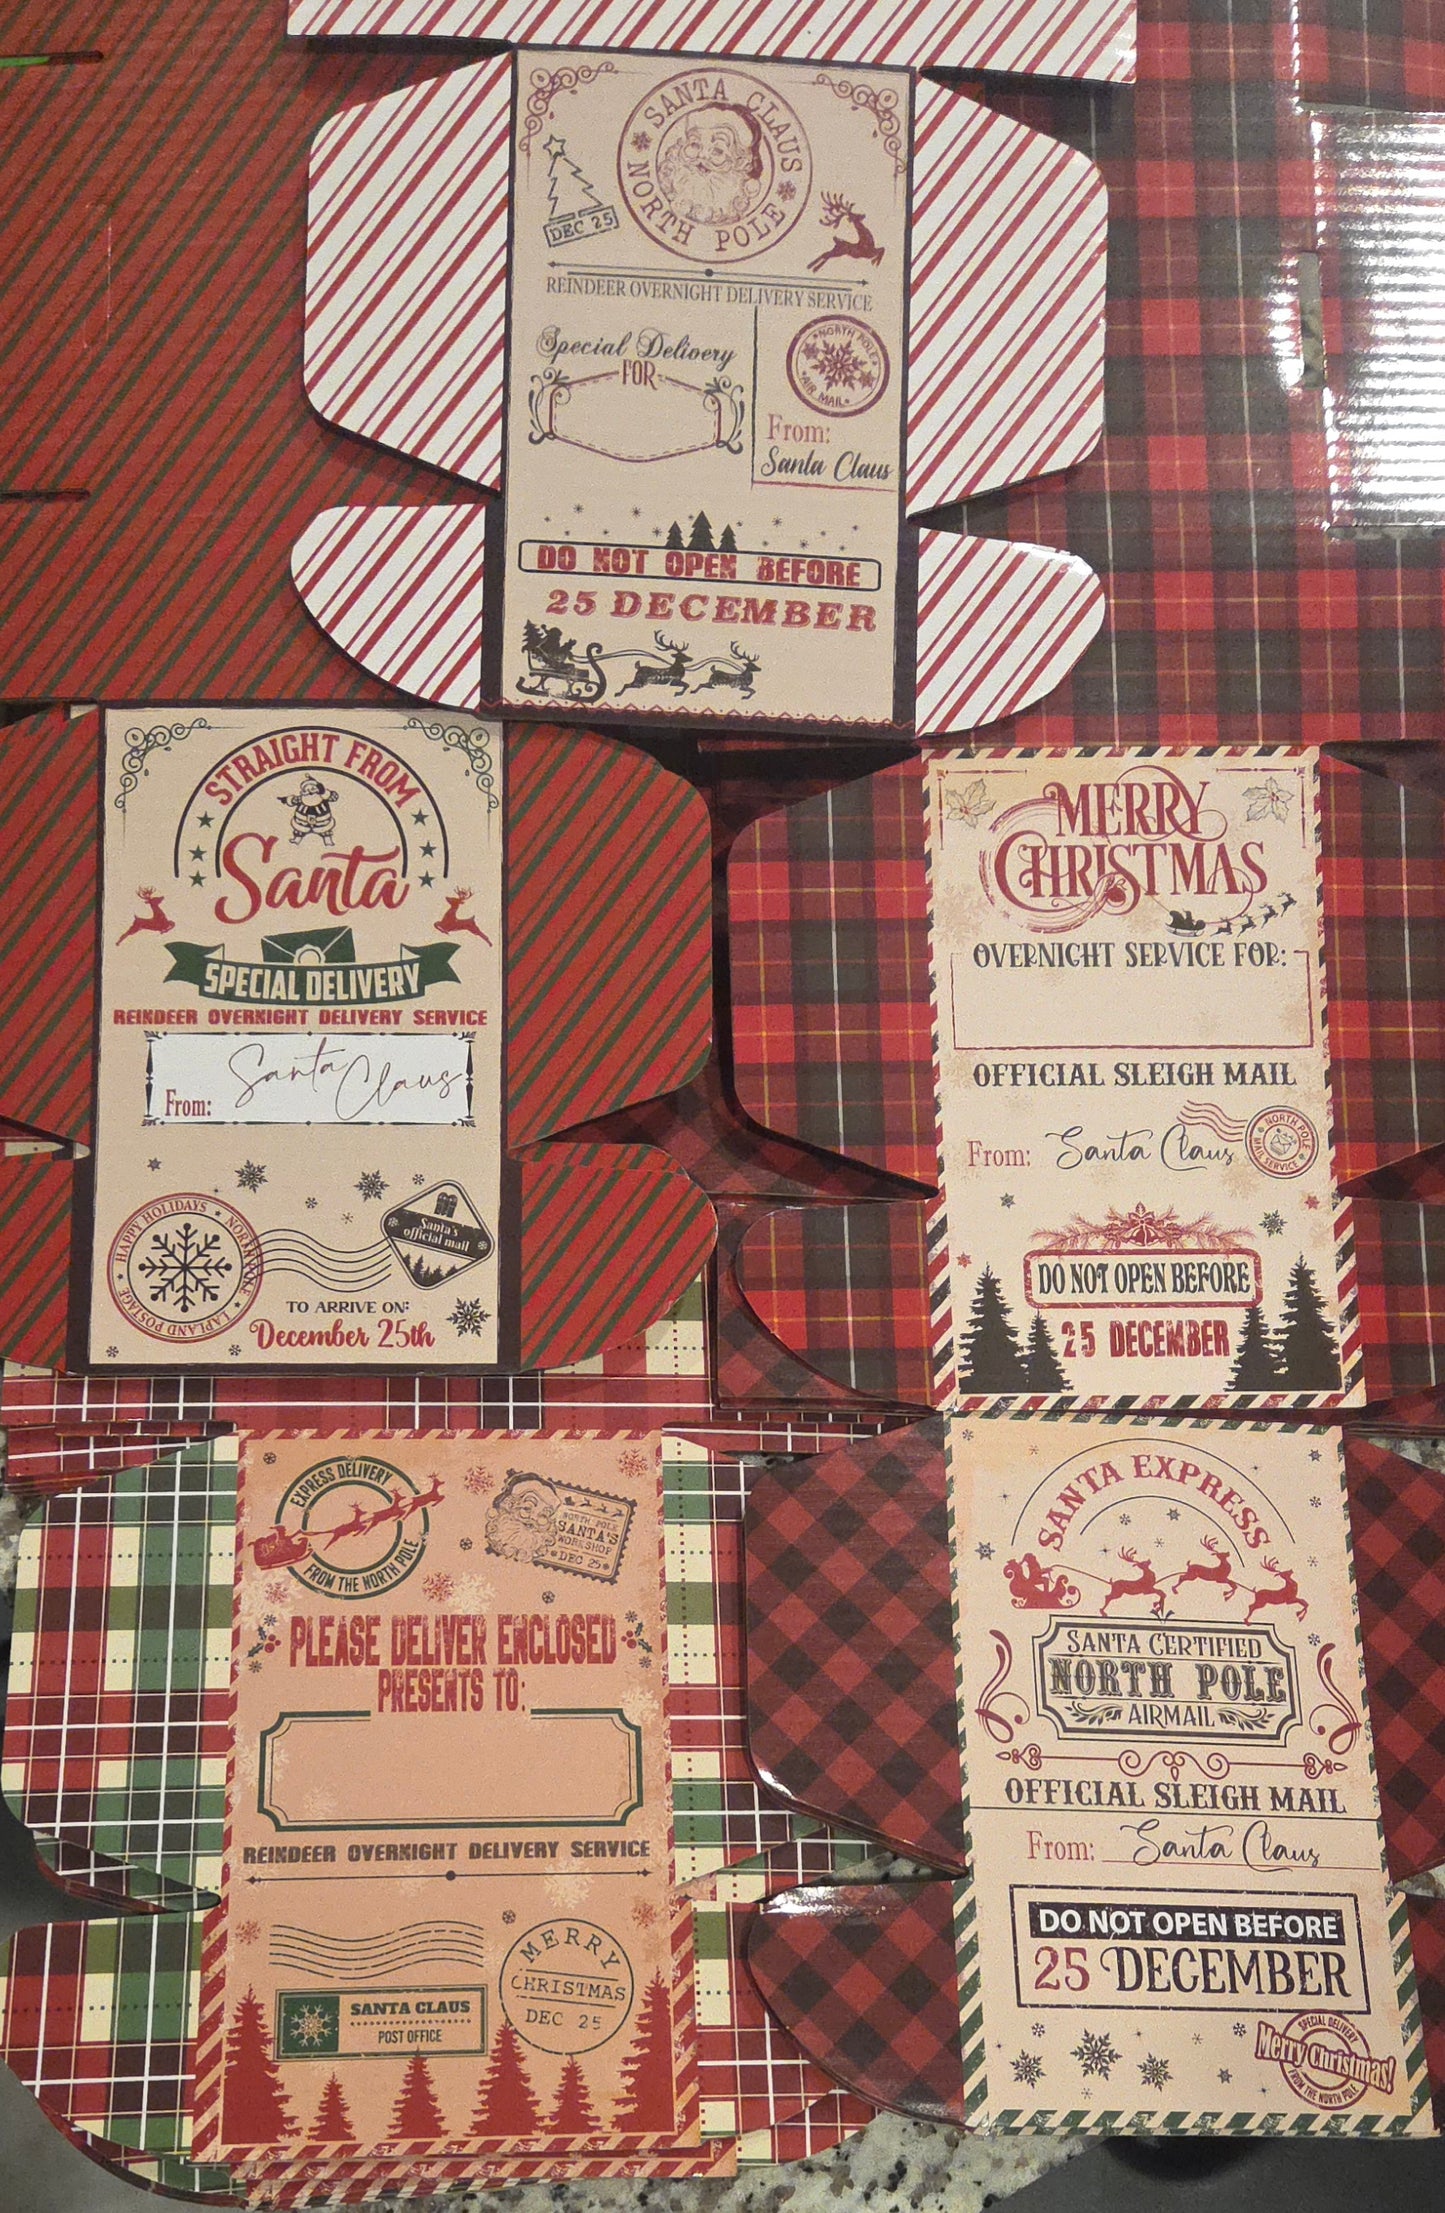 SANTA CLAUS
NORTH POLE
DEC 25
REINDEER OVERNIGHT DELIVERY SERVICE
Special Delivery
FOR
NORTH POLE
AIR MAIL
From:
Santa Claus
DO NOT OPEN BEFORE
25 DECEMBER
STRAIGHT FROM
Santa
SPECIAL DELIVERY
REINDEER OVERNIGHT DELIVERY SERVICE
From: Santa Claus
HAPPY HOLIDAYS
LAPLAND POSTAGE
Santa's
official mail
TO ARRIVE ON:
December 25th
MERRY
CHRISTMAS
OVERNIGHT SERVICE FOR:
OFFICIAL SLEIGH MAIL
From: Santa Claus
NORTH POLE
MAIL SERVICE
DO NOT OPEN BEFORE
25 DECEMBER
EXPRESS DELIVERY
FROM THE NORTH POLE
NORTH POLE
SANTA'S
WORKSHOP
DEC 25
PLEASE DELIVER ENCLOSED
PRESENTS TO:
REINDEER OVERNIGHT DELIVERY SERVICE
SANTA CLAUS
POST OFFICE
MERRY
CHRISTMAS
DEC 25
SANTA EXPRESS
SANTA CERTIFIED
NORTH POLE
AIRMAIL
OFFICIAL SLEIGH MAIL
From: Santa Claus
DO NOT OPEN BEFORE
25 DECEMBER
SPECIAL DELIVERY
Merry Christmas!
FROM THE NORTH POLE